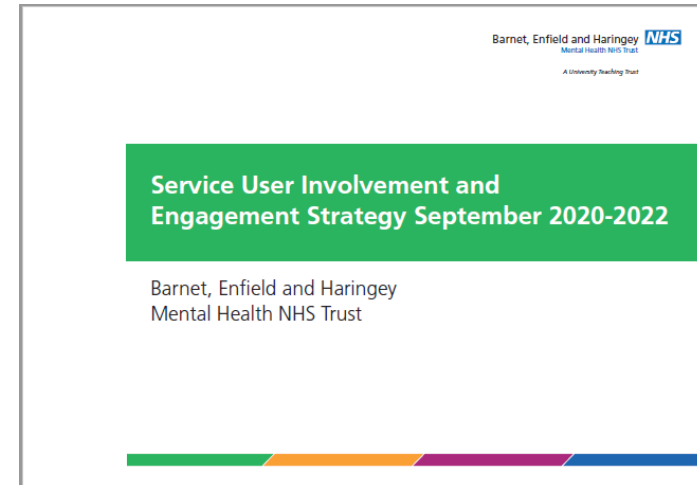 Barnet, Enfield and Haringey NHS
Mental Health NHS Trust
A University Teaching Trust
Service User Involvement and
Engagement Strategy September 2020-2022
Barnet, Enfield and Haringey
Mental Health NHS Trust